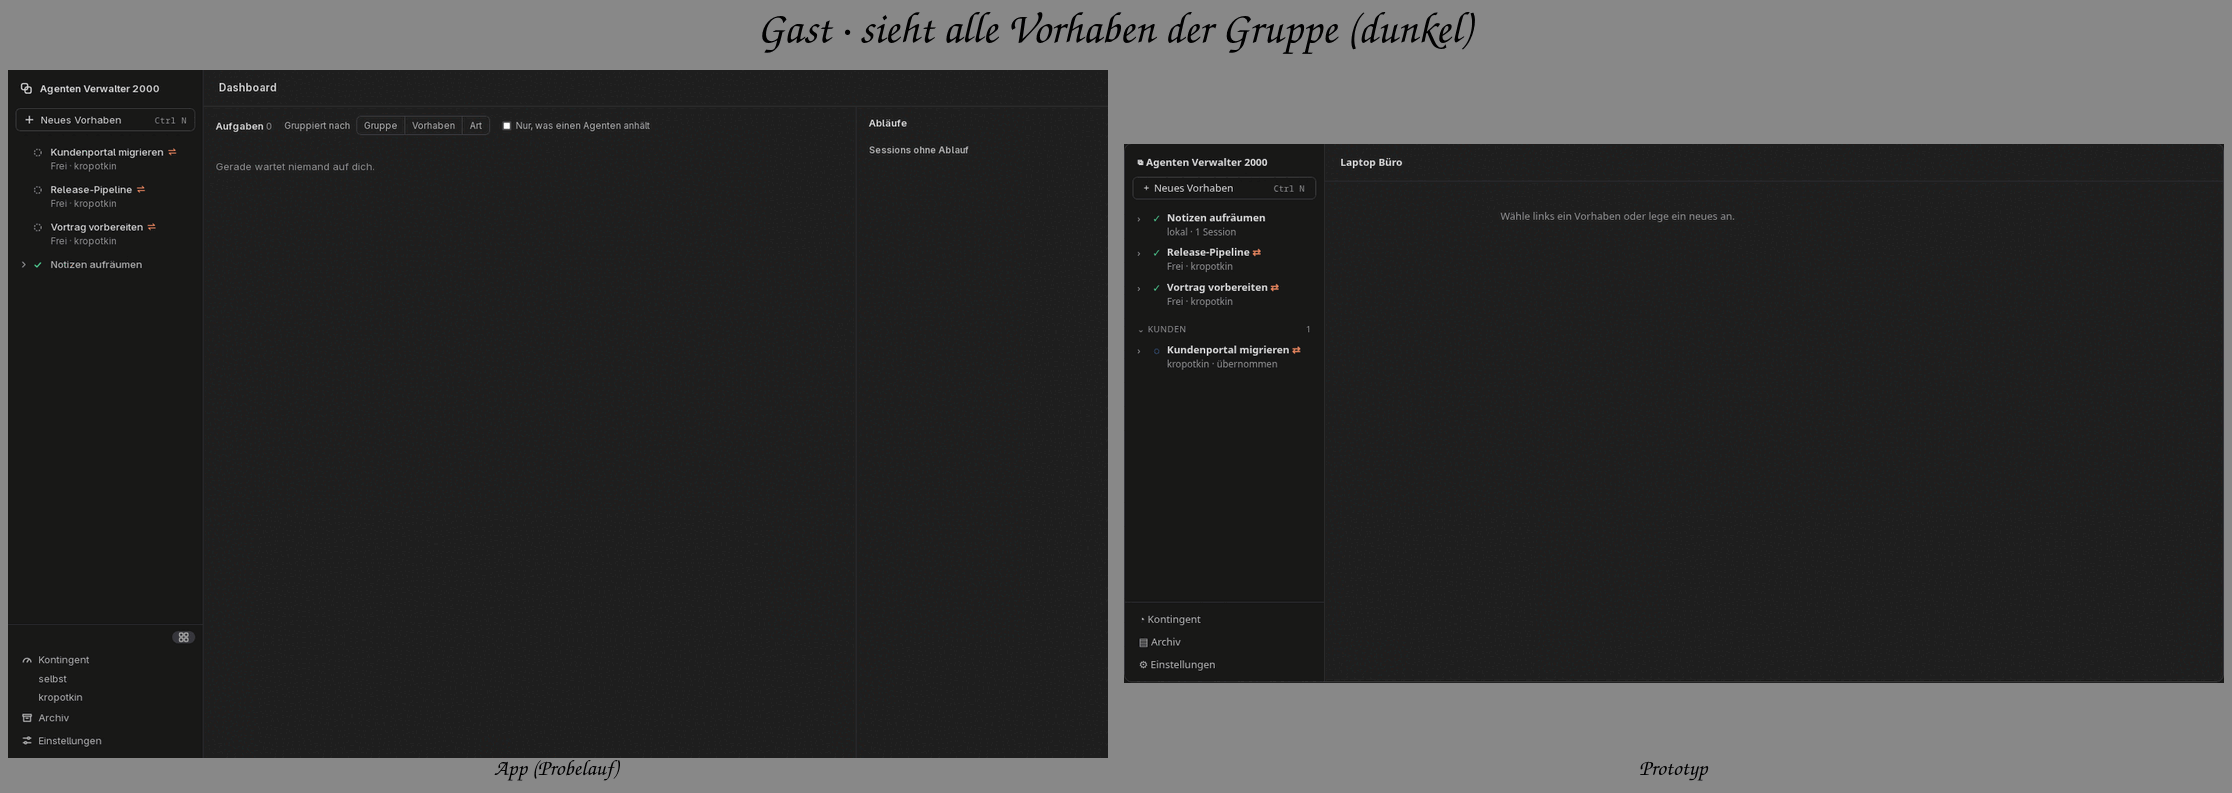 Gast · sieht alle Vorhaben der Gruppe (dunkel)
Agenten Verwalter 2000
Neues Vorhaben Ctrl N
Kundenportal migrieren ⇌
Frei · kropotkin
Release-Pipeline ⇌
Frei · kropotkin
Vortrag vorbereiten ⇌
Frei · kropotkin
Notizen aufräumen
Kontingent
selbst
kropotkin
Archiv
Einstellungen
Dashboard
Aufgaben 0 Gruppiert nach Gruppe Vorhaben Art Nur, was einen Agenten anhält
Gerade wartet niemand auf dich.
Abläufe
Sessions ohne Ablauf
App (Probelauf)
Agenten Verwalter 2000
+ Neues Vorhaben Ctrl N
› ✓ Notizen aufräumen
lokal · 1 Session
› ✓ Release-Pipeline ⇄
Frei · kropotkin
› ✓ Vortrag vorbereiten ⇄
Frei · kropotkin
⌄ KUNDEN 1
› ○ Kundenportal migrieren ⇄
kropotkin · übernommen
Kontingent
▤ Archiv
⚙ Einstellungen
Laptop Büro
Wähle links ein Vorhaben oder lege ein neues an.
Prototyp